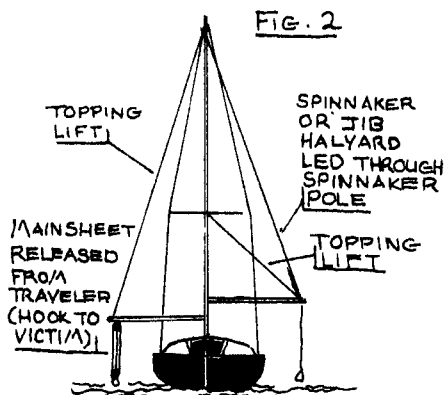 FIG. 2
TOPPING
LIFT
SPINNAKER
OR JIB
HALYARD
LED THROUGH
SPINNAKER
POLE
MAINSHEET
RELEASED
FROM
TRAVELER
(HOOK TO
VICTIM)
TOPPING
LIFT